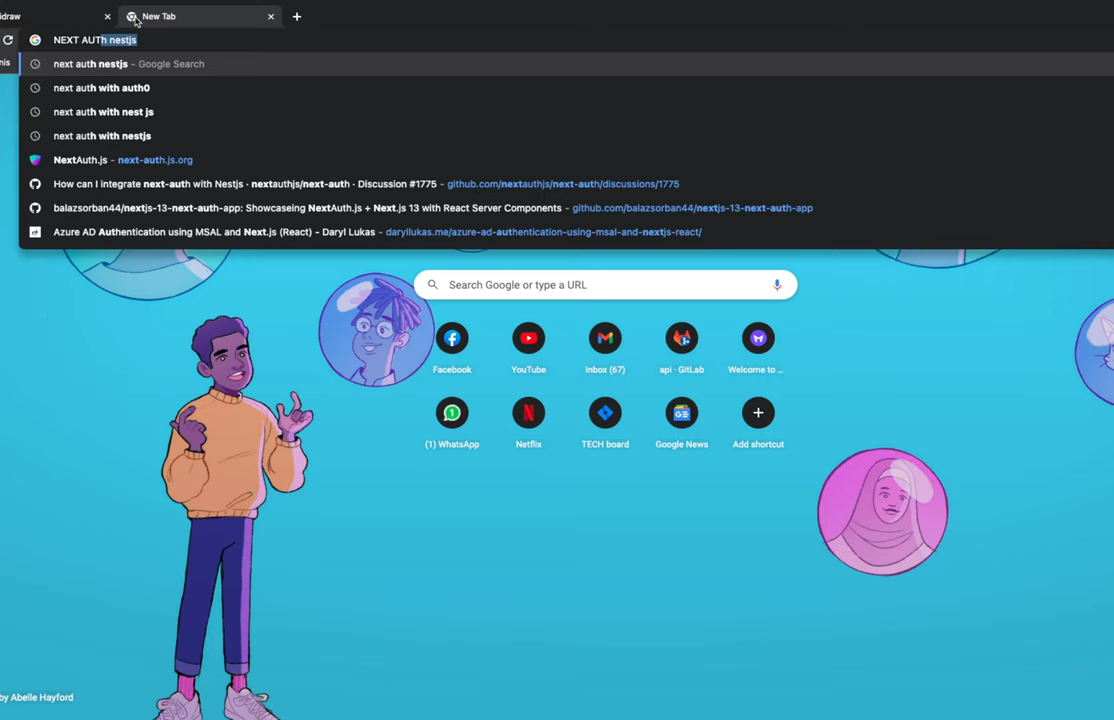 idraw
New Tab
NEXT AUTh nestjs
nis
next auth nestjs – Google Search
next auth with auth0
next auth with nest js
next auth with nestjs
NextAuth.js – next-auth.js.org
How can I integrate next-auth with Nestjs · nextauthjs/next-auth · Discussion #1775 – github.com/nextauthjs/next-auth/discussions/1775
balazsorban44/nextjs-13-next-auth-app: Showcaseing NextAuth.js + Next.js 13 with React Server Components – github.com/balazsorban44/nextjs-13-next-auth-app
Azure AD Authentication using MSAL and Next.js (React) - Daryl Lukas – daryllukas.me/azure-ad-authentication-using-msal-and-nextjs-react/
Search Google or type a URL
Facebook
YouTube
Inbox (67)
api · GitLab
Welcome to ...
(1) WhatsApp
Netflix
TECH board
Google News
Add shortcut
by Abelle Hayford